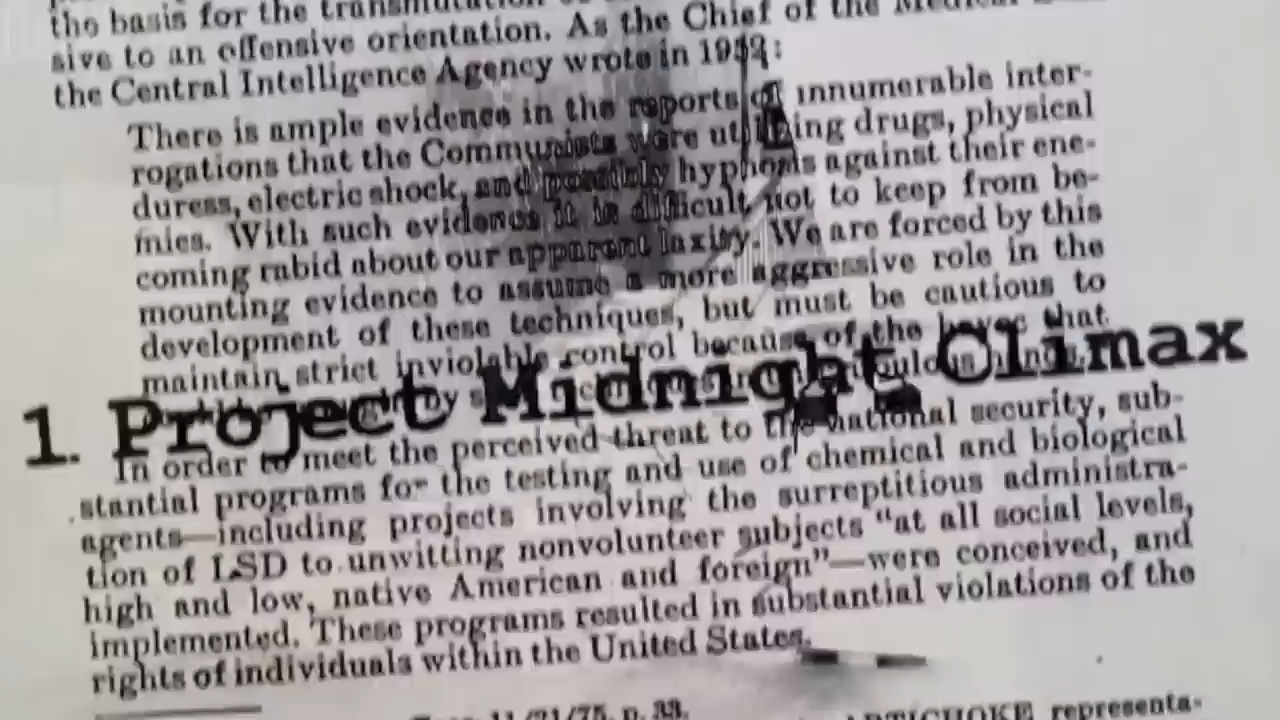 the basis for the
sive to an offensive orientation. As the Chief of the Medical
the Central Intelligence Agency wrote in 1952:
There is ample evidence in the reports of innumerable inter-
rogations that the Communists were utilizing drugs, physical
duress, electric shock, and possibly hypnosis against their ene-
mies. With such evidence it is difficult not to keep from be-
coming rabid about our apparent laxity. We are forced by this
mounting evidence to assume a more aggressive role in the
development of these techniques, but must be cautious to
maintain strict inviolable control because of the havoc that
1. Project Midnight Climax
In order to meet the perceived threat to the national security, sub-
stantial programs for the testing and use of chemical and biological
agents—including projects involving the surreptitious administra-
tion of LSD to unwitting nonvolunteer subjects “at all social levels,
high and low, native American and foreign”—were conceived, and
implemented. These programs resulted in substantial violations of the
rights of individuals within the United States.
11/21/75, p. 33.
ARTICHOKE representa-